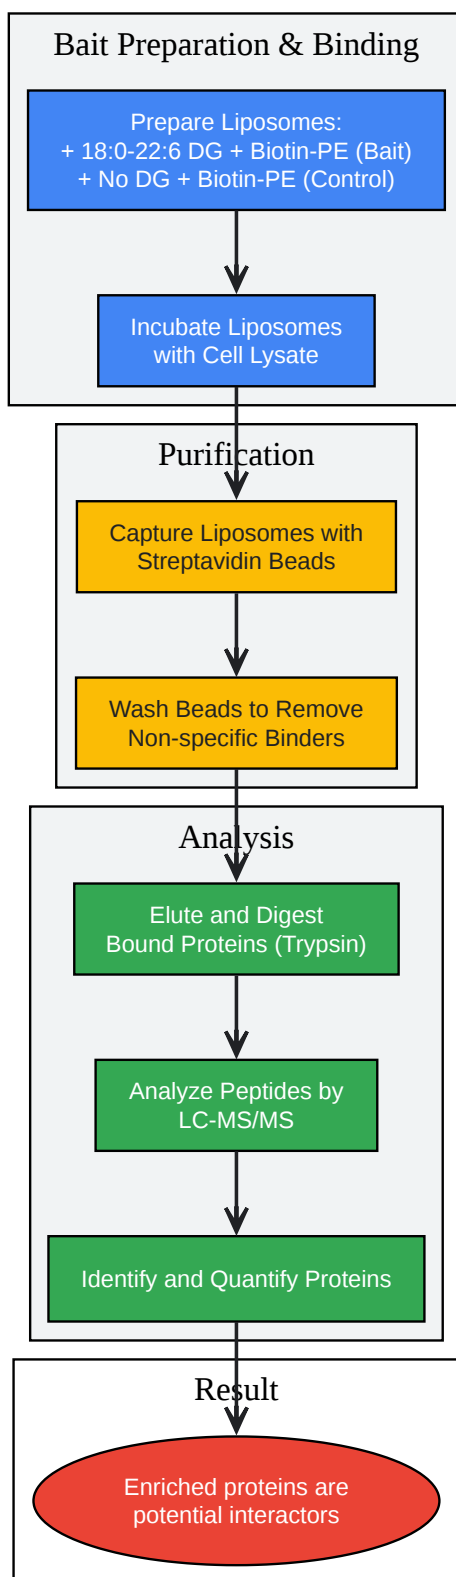 Bait Preparation & Binding
Prepare Liposomes:
+ 18:0-22:6 DG + Biotin-PE (Bait)
+ No DG + Biotin-PE (Control)
Incubate Liposomes
with Cell Lysate
Purification
Capture Liposomes with
Streptavidin Beads
Wash Beads to Remove
Non-specific Binders
Analysis
Elute and Digest
Bound Proteins (Trypsin)
Analyze Peptides by
LC-MS/MS
Identify and Quantify Proteins
Result
Enriched proteins are
potential interactors